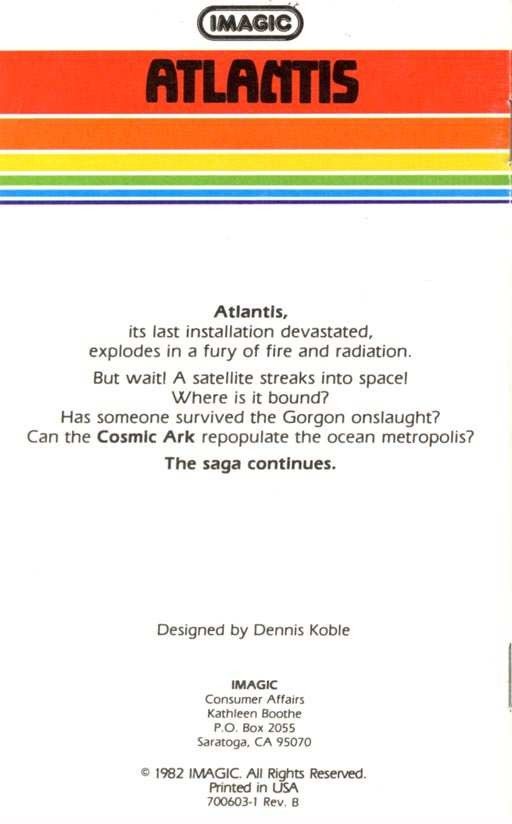 IMAGIC
ATLANTIS
Atlantis,
its last installation devastated,
explodes in a fury of fire and radiation.
But wait! A satellite streaks into space!
Where is it bound?
Has someone survived the Gorgon onslaught?
Can the Cosmic Ark repopulate the ocean metropolis?
The saga continues.
Designed by Dennis Koble
IMAGIC
Consumer Affairs
Kathleen Boothe
P.O. Box 2055
Saratoga, CA 95070
© 1982 IMAGIC. All Rights Reserved.
Printed in USA
700603-1 Rev. B